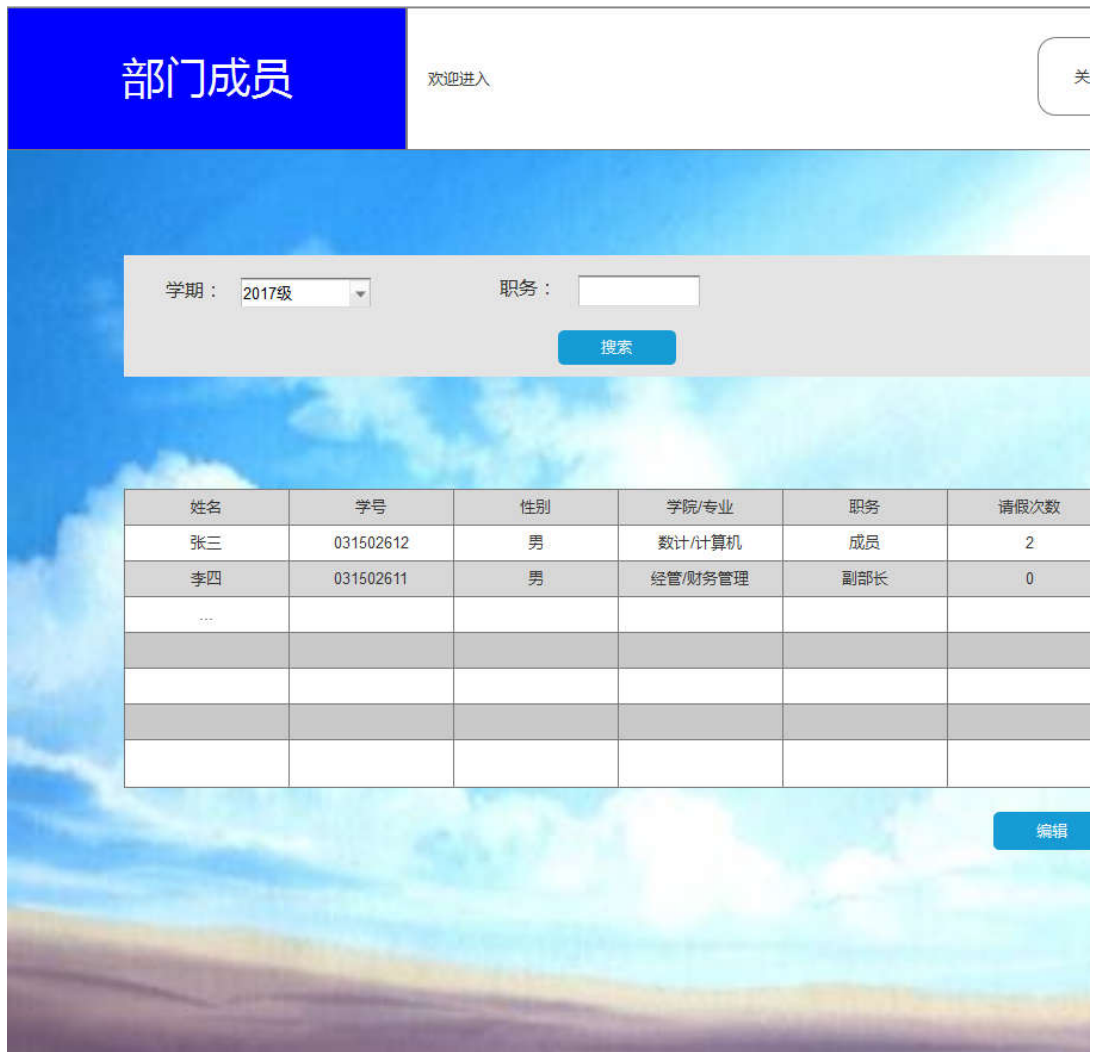 部门成员
欢迎进入
关
学期： 2017级 职务：
搜索
姓名 学号 性别 学院/专业 职务 请假次数
张三 031502612 男 数计/计算机 成员 2
李四 031502611 男 经管/财务管理 副部长 0
...
编辑